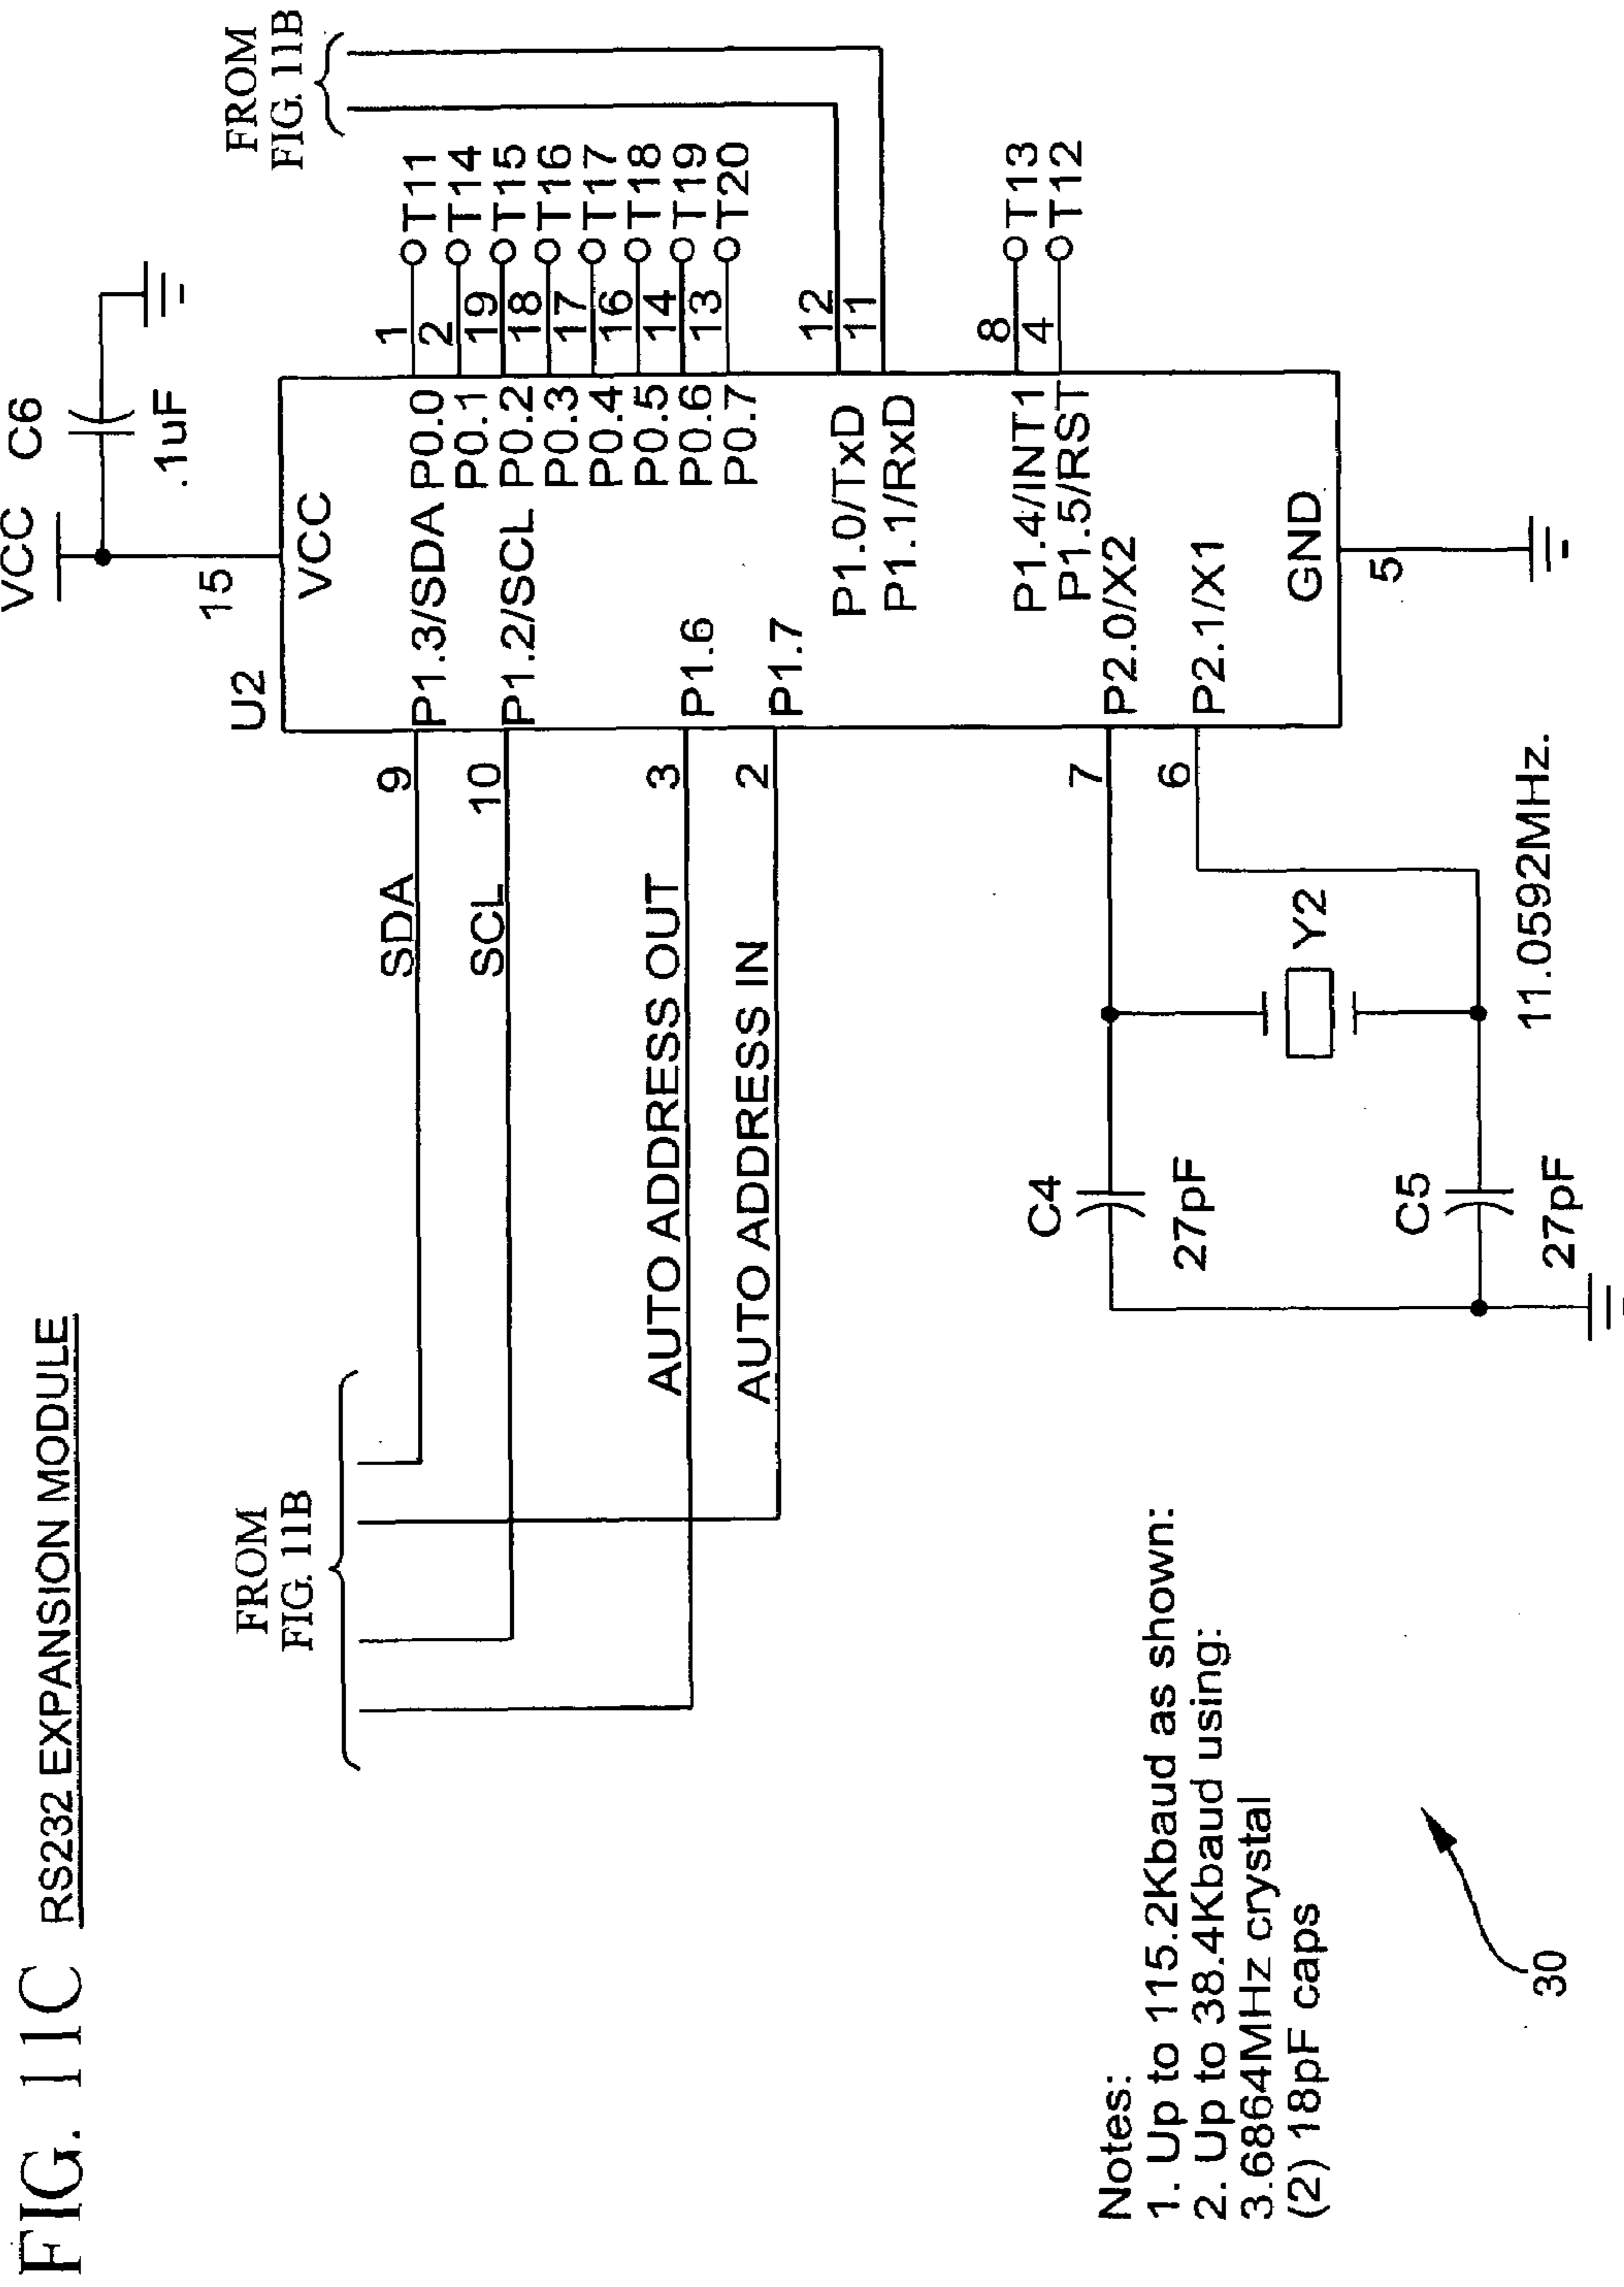 FIG. 11C RS232 EXPANSION MODULE
FROM
FIG. 11B
SDA
SCL
AUTO ADDRESS OUT
AUTO ADDRESS IN
9
10
3
2
7
6
U2
VCC
C6
.1uF
15
VCC
P1.3/SDA P0.0
P0.1
P1.2/SCL P0.2
P0.3
P0.4
P0.5
P1.6 P0.6
P0.7
P1.7
P1.0/TxD
P1.1/RxD
P1.4/INT1
P1.5/RST
P2.0/X2
P2.1/X1
GND
5
1 T11
2 T14
19 T15
18 T16
17 T17
16 T18
14 T19
13 T20
12
11
8 T13
4 T12
FROM
FIG. 11B
C4
27pF
C5
27pF
Y2
11.0592MHz.
Notes:
1. Up to 115.2Kbaud as shown:
2. Up to 38.4Kbaud using:
3.6864MHz crystal
(2) 18pF caps
30